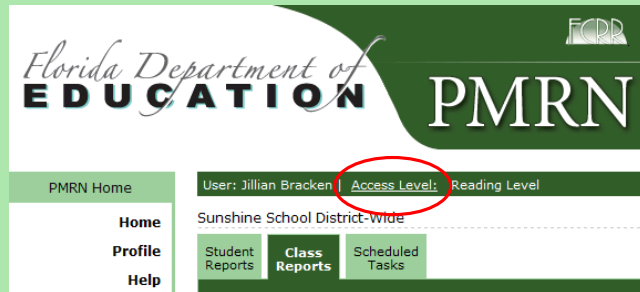 FCRR
Florida Department of
EDUCATION
PMRN
PMRN Home
User: Jillian Bracken | Access Level: Reading Level
Home
Sunshine School District-Wide
Profile
Student Reports
Class Reports
Scheduled Tasks
Help